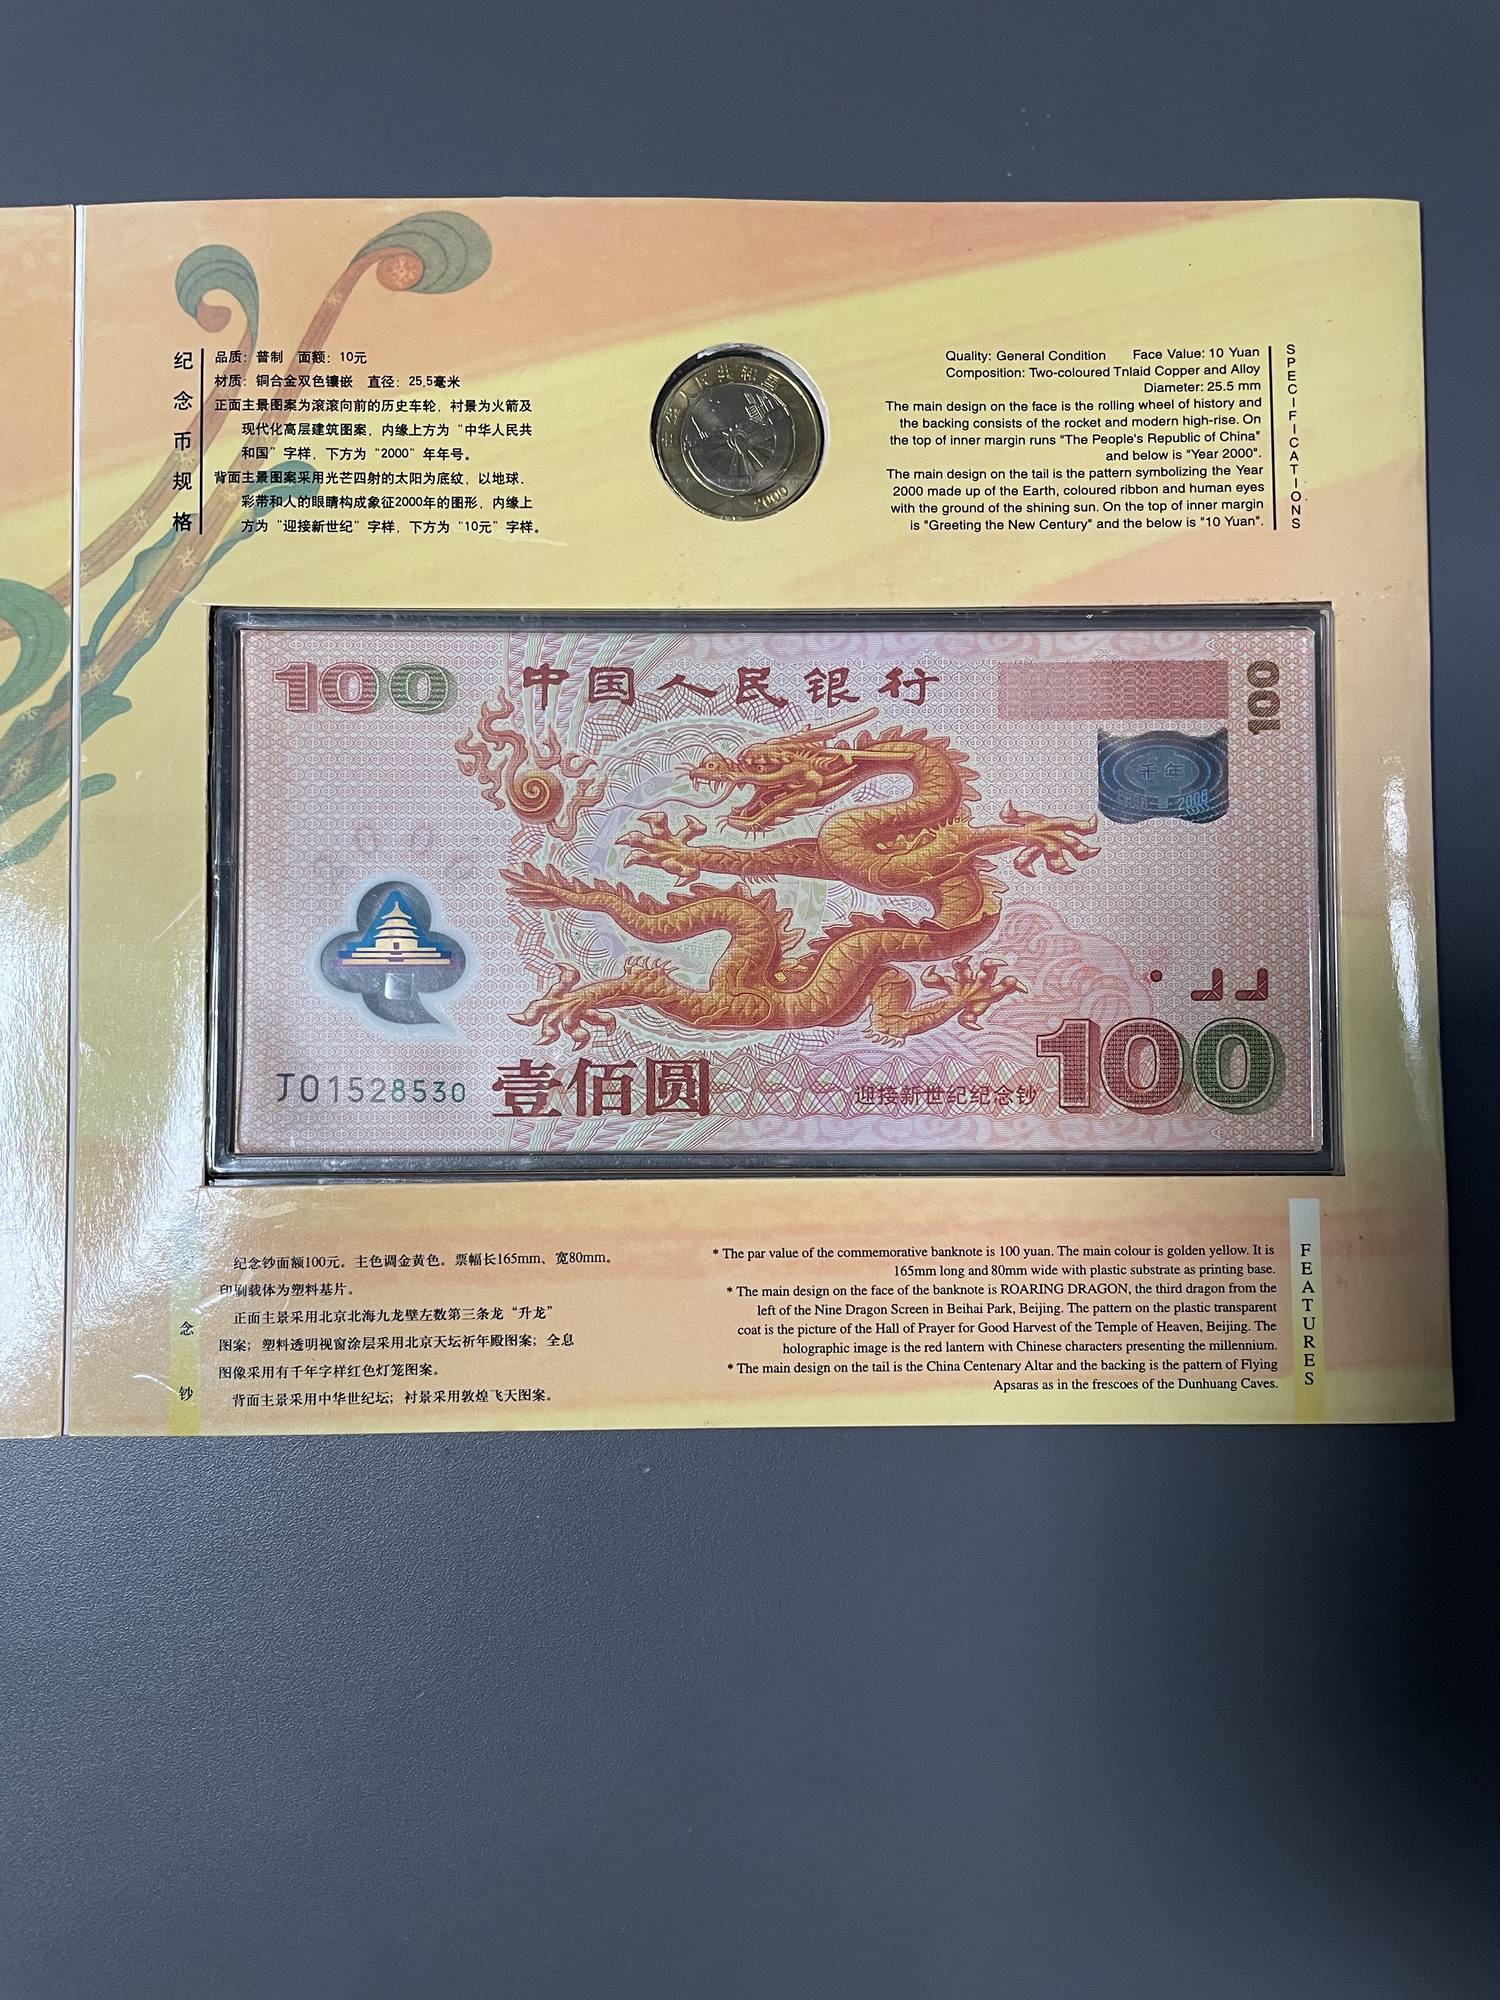 纪念币规格
品质：普制 面额：10元
材质：铜合金双色镶嵌 直径：25.5毫米
正面主景图案为滚滚向前的历史车轮，衬景为火箭及
现代化高层建筑图案，内缘上方为“中华人民共
和国”字样，下方为“2000”年年号。
背面主景图案采用光芒四射的太阳为底纹，以地球、
彩带和人的眼睛构成象征2000年的图形，内缘上
方为“迎接新世纪”字样，下方为“10元”字样。
中华人民共和国
2000
Quality: General Condition Face Value: 10 Yuan
Composition: Two-coloured Tnlaid Copper and Alloy
Diameter: 25.5 mm
The main design on the face is the rolling wheel of history and
the backing consists of the rocket and modern high-rise. On
the top of inner margin runs "The People's Republic of China"
and below is "Year 2000".
The main design on the tail is the pattern symbolizing the Year
2000 made up of the Earth, coloured ribbon and human eyes
with the ground of the shining sun. On the top of inner margin
is "Greeting the New Century" and the below is "10 Yuan".
SPECIFICATIONS
100
中国人民银行
100
千年
2000
J01528530
壹佰圆
迎接新世纪纪念钞
100
念钞
纪念钞面额100元。主色调金黄色。票幅长165mm、宽80mm。
印刷载体为塑料基片。
正面主景采用北京北海九龙壁左数第三条龙“升龙”
图案；塑料透明视窗涂层采用北京天坛祈年殿图案；全息
图像采用有千年字样红色灯笼图案。
背面主景采用中华世纪坛；衬景采用敦煌飞天图案。
* The par value of the commemorative banknote is 100 yuan. The main colour is golden yellow. It is
165mm long and 80mm wide with plastic substrate as printing base.
* The main design on the face of the banknote is ROARING DRAGON, the third dragon from the
left of the Nine Dragon Screen in Beihai Park, Beijing. The pattern on the plastic transparent
coat is the picture of the Hall of Prayer for Good Harvest of the Temple of Heaven, Beijing. The
holographic image is the red lantern with Chinese characters presenting the millennium.
* The main design on the tail is the China Centenary Altar and the backing is the pattern of Flying
Apsaras as in the frescoes of the Dunhuang Caves.
FEATURES